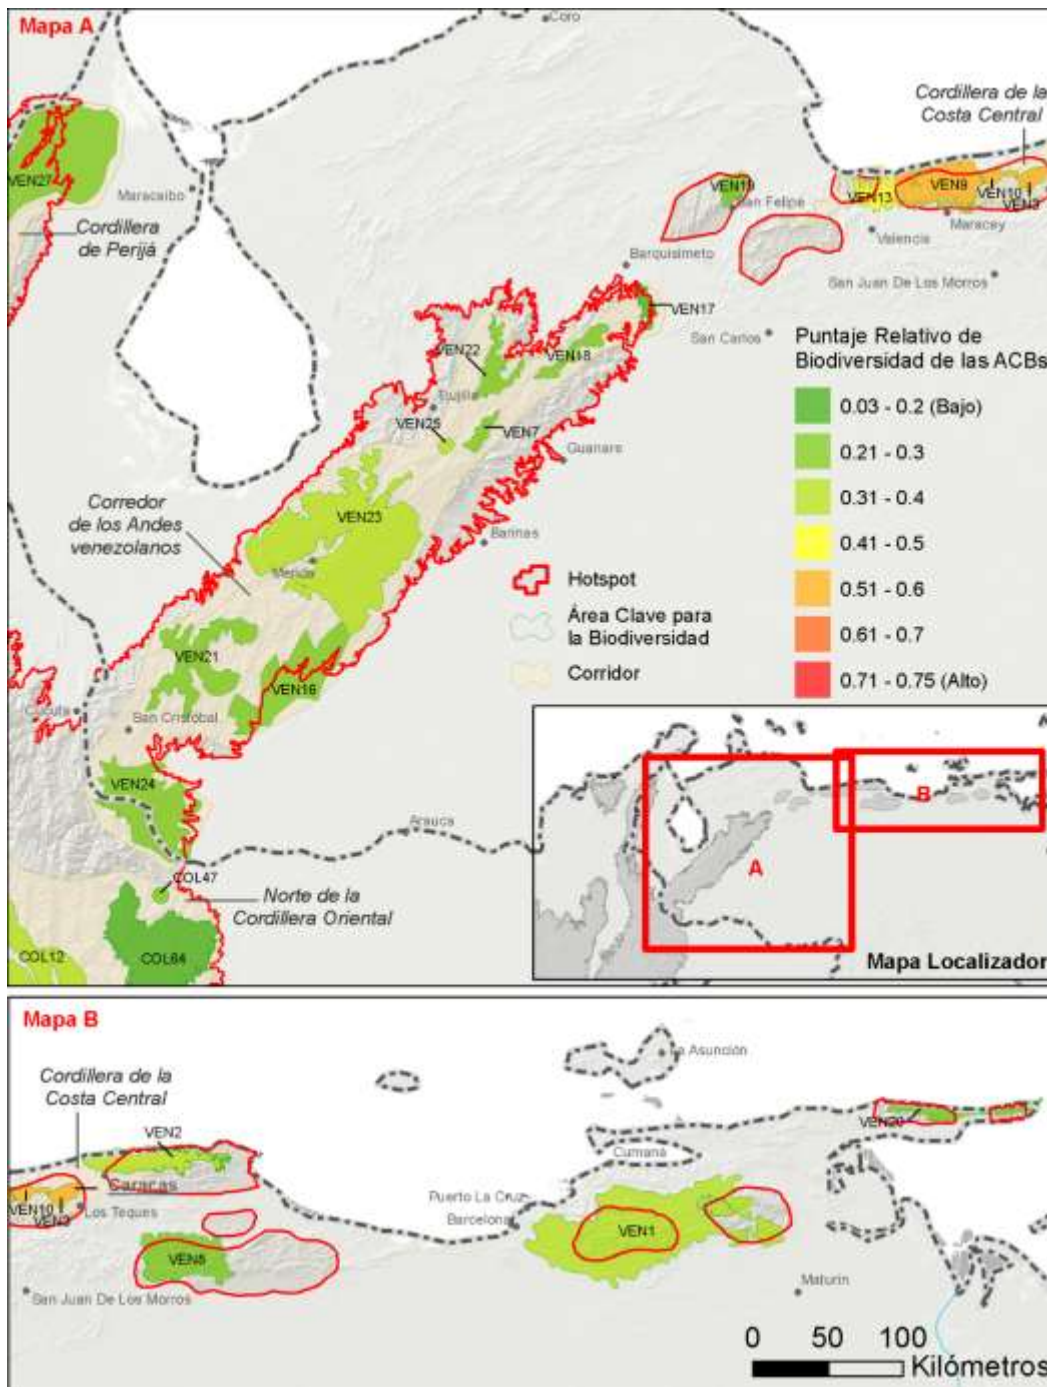 Mapa A
Coro
Cordillera de la
Costa Central
VEN27
Maracaibo
VEN19
San Felipe
VEN13
VEN9
VEN10
VEN3
Maracay
Valencia
Cordillera
de Perijá
Barquisimeto
San Juan De Los Morros
VEN17
San Carlos
VEN22
VEN18
Trujillo
VEN25
VEN7
Guanare
Puntaje Relativo de
Biodiversidad de las ACBs
0.03 - 0.2 (Bajo)
0.21 - 0.3
0.31 - 0.4
0.41 - 0.5
0.51 - 0.6
0.61 - 0.7
0.71 - 0.75 (Alto)
Hotspot
Área Clave para
la Biodiversidad
Corridor
Corredor
de los Andes
venezolanos
VEN23
Barinas
Merida
VEN21
VEN16
Cucuta
San Cristobal
VEN24
Arauca
COL47
Norte de la
Cordillera Oriental
COL12
COL64
A
B
Mapa Localizador
Mapa B
La Asunción
Cordillera de la
Costa Central
VEN2
VEN20
Cumaná
Caracas
VEN10
VEN3
Los Teques
Puerto La Cruz
Barcelona
VEN1
San Juan De Los Morros
Maturin
0 50 100
Kilómetros